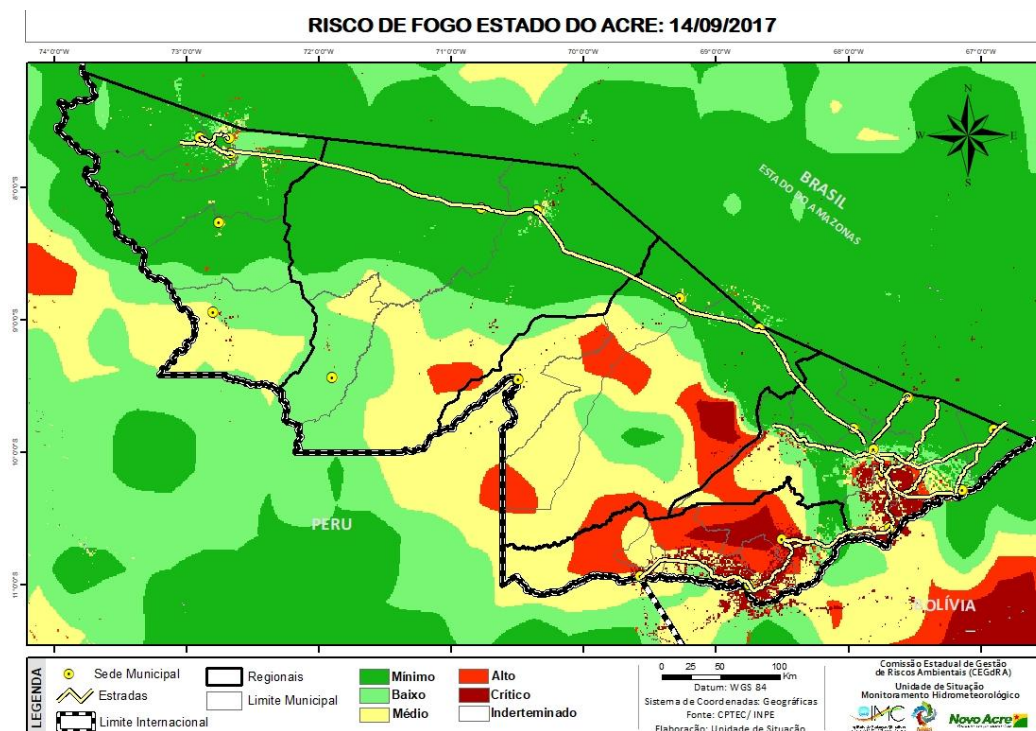 RISCO DE FOGO ESTADO DO ACRE: 14/09/2017
74°0'0"W 73°0'0"W 72°0'0"W 71°0'0"W 70°0'0"W 69°0'0"W 68°0'0"W 67°0'0"W
8°0'0"S
9°0'0"S
10°0'0"S
11°0'0"S
N
W E
S
BRASIL
ESTADO DO AMAZONAS
PERU
BOLÍVIA
LEGENDA
Sede Municipal
Estradas
Limite Internacional
Regionais
Limite Municipal
Mínimo
Baixo
Médio
Alto
Crítico
Inderteminado
0 25 50 100
Km
Datum: WGS 84
Sistema de Coordenadas: Geográficas
Fonte: CPTEC/ INPE
Elaboração: Unidade de Situação
Comissão Estadual de Gestão
de Riscos Ambientais (CEGdRA)
Unidade de Situação
Monitoramento Hidrometeorológico
IMC
Novo Acre